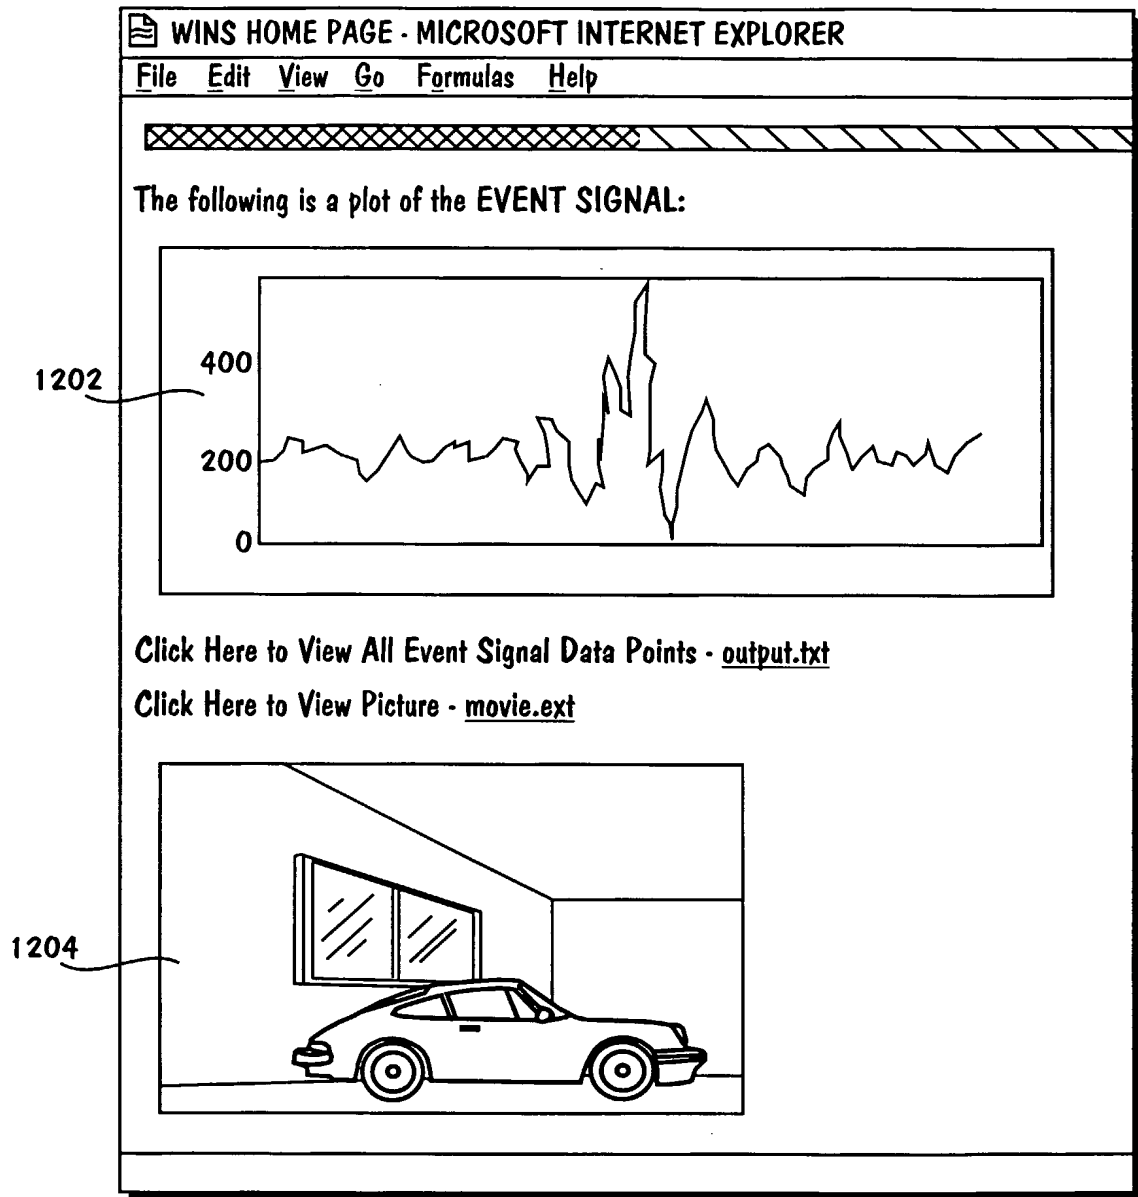 WINS HOME PAGE - MICROSOFT INTERNET EXPLORER
File Edit View Go Formulas Help
The following is a plot of the EVENT SIGNAL:
400
1202
200
0
Click Here to View All Event Signal Data Points - output.txt
Click Here to View Picture - movie.ext
1204